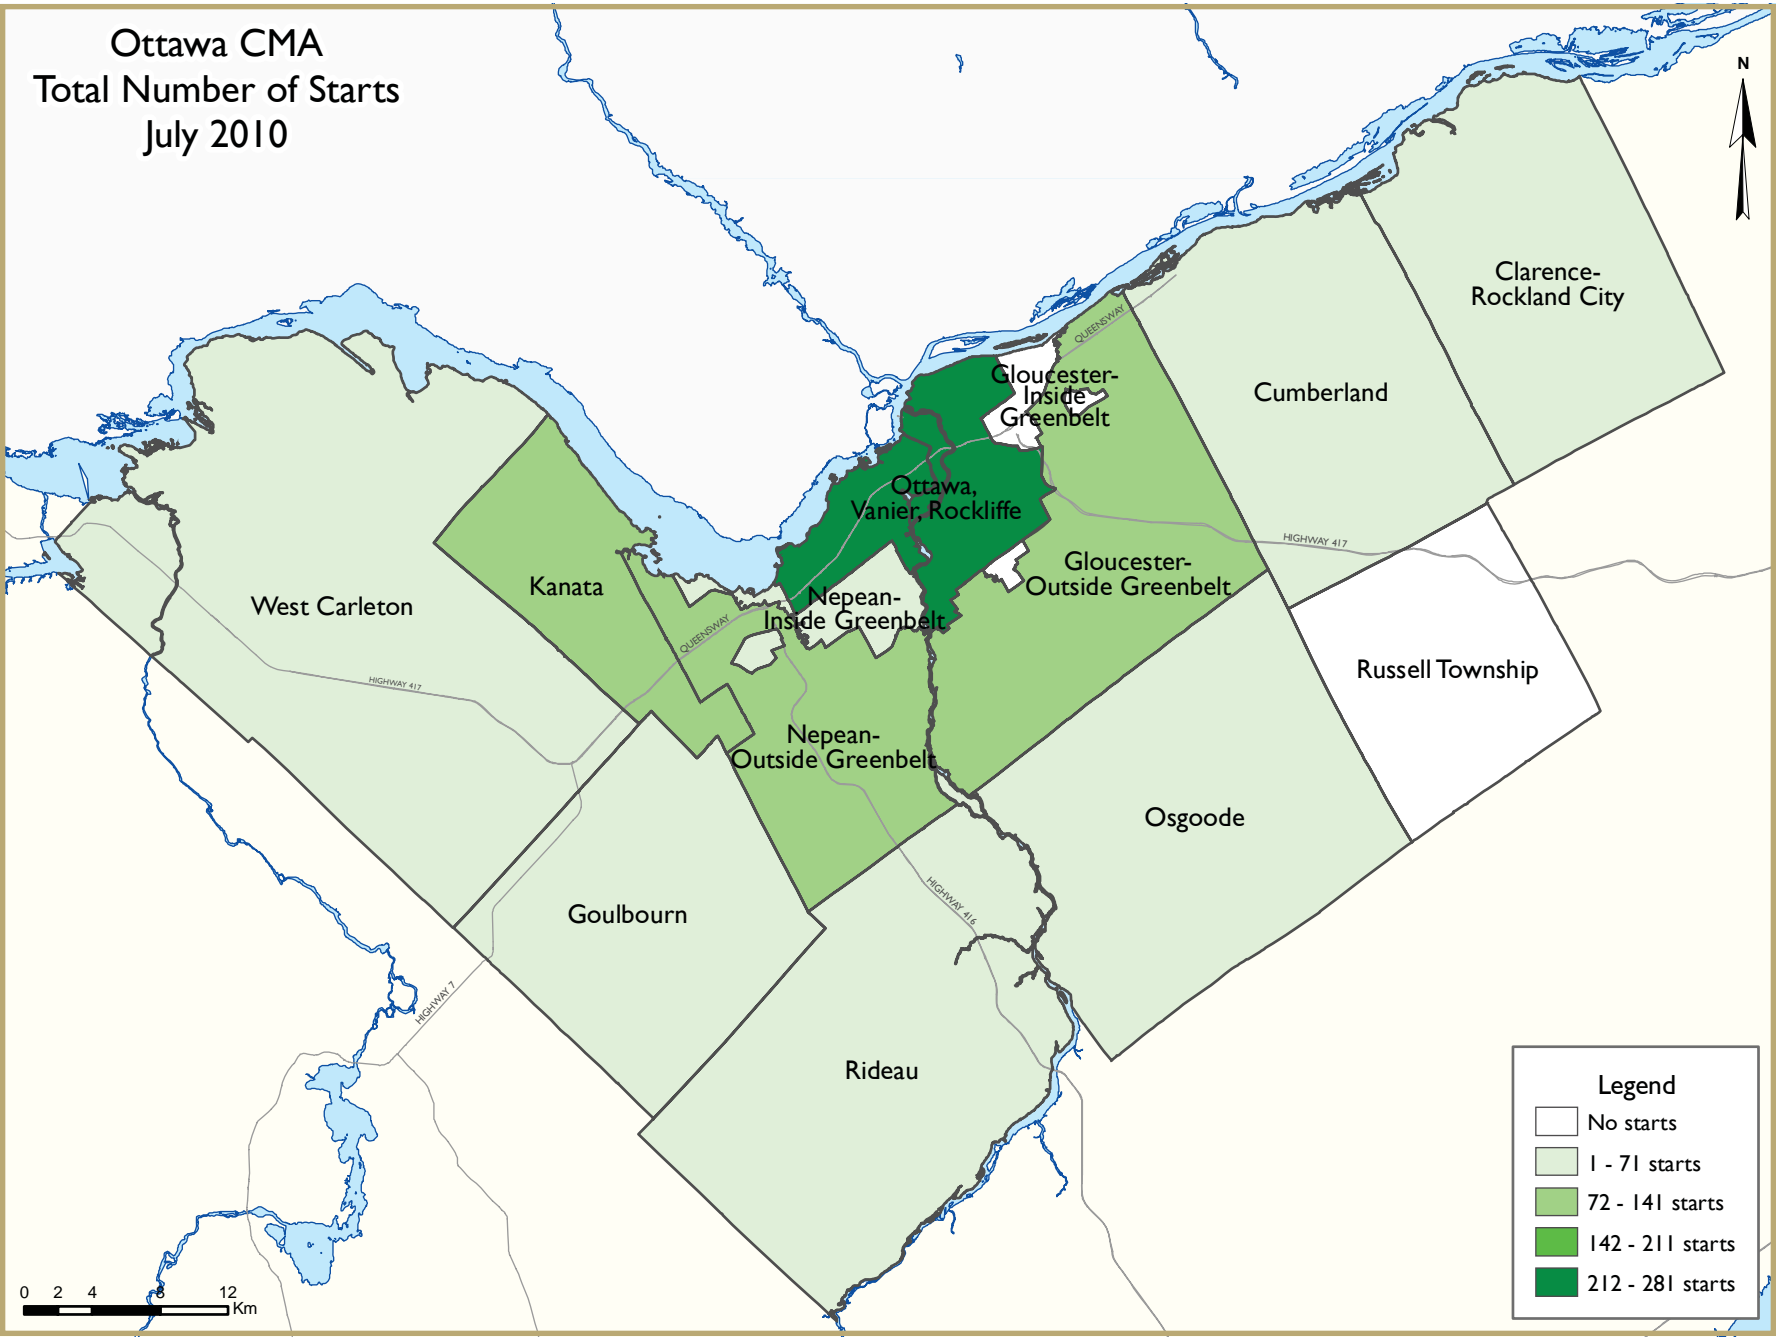 Ottawa CMA
Total Number of Starts
July 2010
N
Clarence-
Rockland City
QUEENSWAY
Gloucester-
Inside
Greenbelt
Cumberland
Ottawa,
Vanier, Rockliffe
HIGHWAY 417
Gloucester-
Outside Greenbelt
Kanata
West Carleton
Nepean-
Inside Greenbelt
QUEENSWAY
Russell Township
HIGHWAY 417
Nepean-
Outside Greenbelt
Osgoode
HIGHWAY 416
Goulbourn
HIGHWAY 7
Rideau
Legend
No starts
1 - 71 starts
72 - 141 starts
142 - 211 starts
212 - 281 starts
0 2 4 8 12
Km